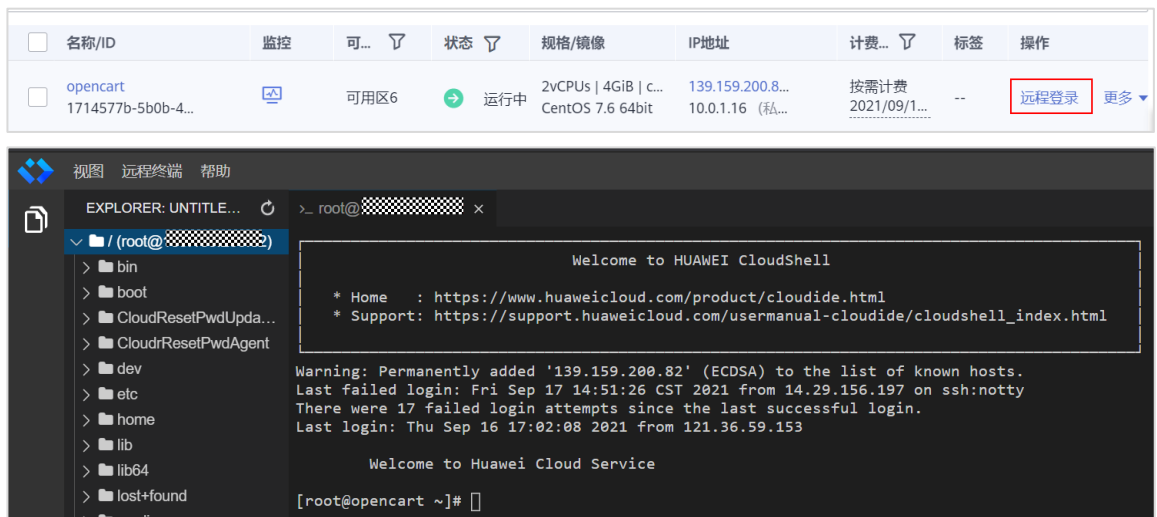 名称/ID 监控 可... 状态 规格/镜像 IP地址 计费... 标签 操作
opencart
1714577b-5b0b-4...
可用区6
运行中
2vCPUs | 4GiB | c...
CentOS 7.6 64bit
139.159.200.8...
10.0.1.16 (私...
按需计费
2021/09/1...
--
远程登录 更多
视图 远程终端 帮助
EXPLORER: UNTITLE...
/ (root@ 2)
bin
boot
CloudResetPwdUpda...
CloudrResetPwdAgent
dev
etc
home
lib
lib64
lost+found
>_ root@ ×
Welcome to HUAWEI CloudShell
* Home : https://www.huaweicloud.com/product/cloudide.html
* Support: https://support.huaweicloud.com/usermanual-cloudide/cloudshell_index.html
Warning: Permanently added '139.159.200.82' (ECDSA) to the list of known hosts.
Last failed login: Fri Sep 17 14:51:26 CST 2021 from 14.29.156.197 on ssh:notty
There were 17 failed login attempts since the last successful login.
Last login: Thu Sep 16 17:02:08 2021 from 121.36.59.153
Welcome to Huawei Cloud Service
[root@opencart ~]#